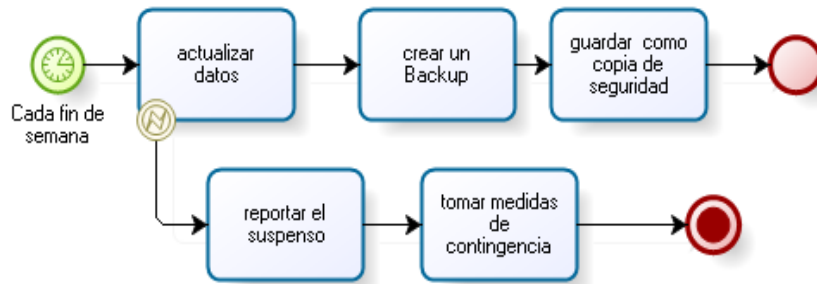 actualizar
datos
crear un
Backup
guardar como
copia de
seguridad
Cada fin de
semana
reportar el
suspenso
tomar medidas
de
contingencia